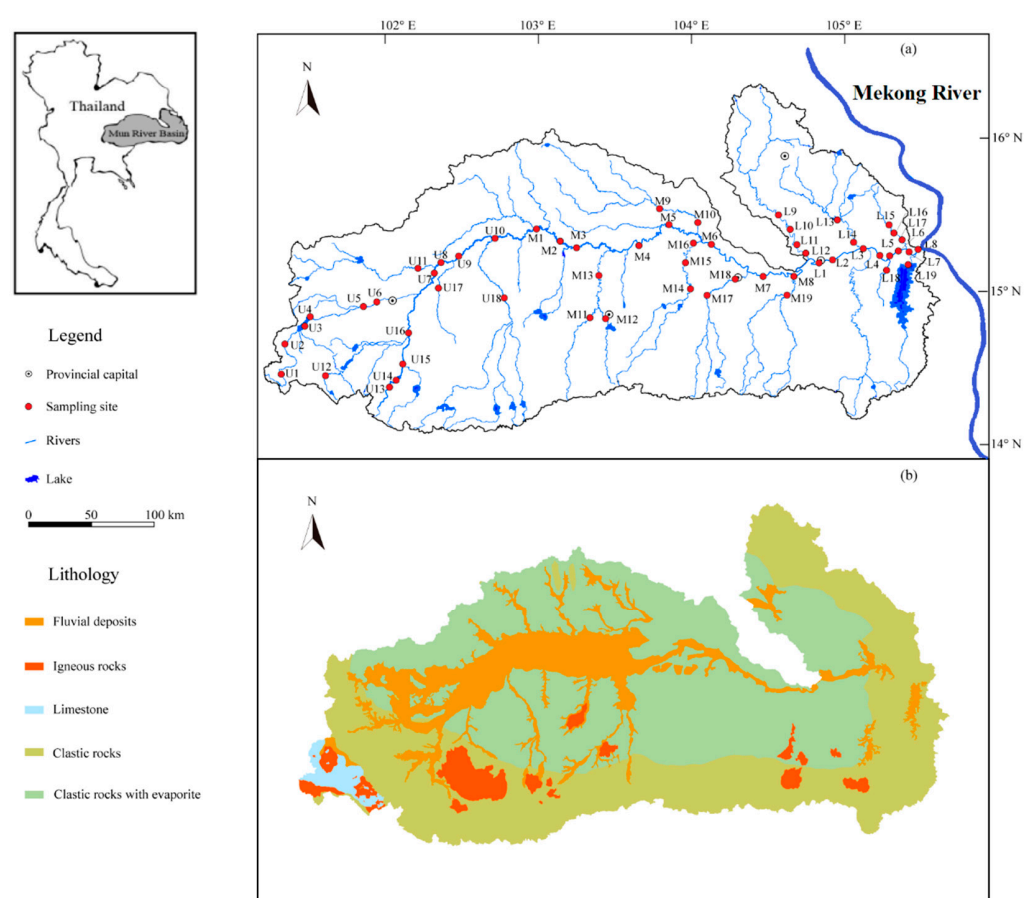 102° E 103° E 104° E 105° E
(a)
N
Mekong River
Thailand
Mun River Basin
16° N
15° N
14° N
M9
M5
M10
L9
L13
L15
L16
L17
L10
L14
L6
U10
M1
M3
M16
M6
L11
L5
L8
M2
M4
L12
L3
U11
U8
U9
M15
L1
L2
L4
L7
U7
M13
M18
M7
M8
L18
L19
U17
U6
U5
U18
M14
M17
M19
U4
U3
M11
M12
U16
U2
U15
U1
U12
U14
U13
Legend
Provincial capital
Sampling site
Rivers
Lake
0 50 100 km
Lithology
Fluvial deposits
Igneous rocks
Limestone
Clastic rocks
Clastic rocks with evaporite
(b)
N